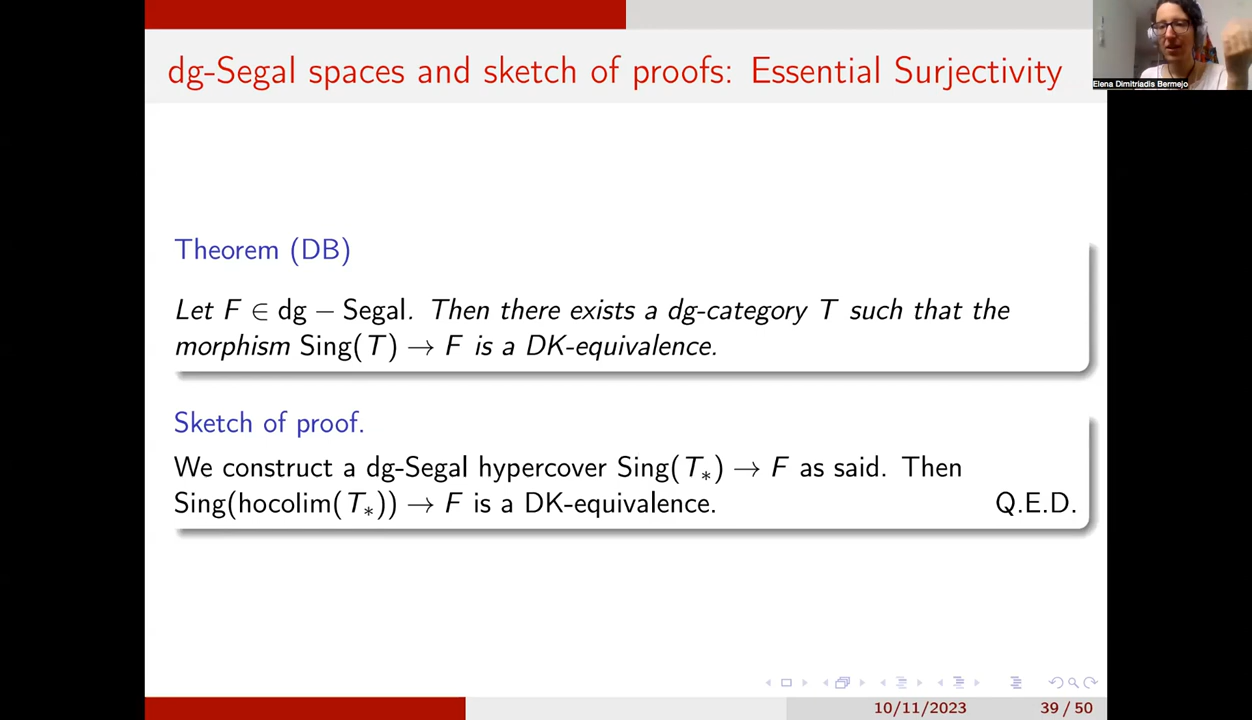 dg-Segal spaces and sketch of proofs: Essential Surjectivity
Elena Dimitriadis Bermejo
Theorem (DB)
Let F ∈ dg − Segal. Then there exists a dg-category T such that the
morphism Sing(T) → F is a DK-equivalence.
Sketch of proof.
We construct a dg-Segal hypercover Sing(T∗) → F as said. Then
Sing(hocolim(T∗)) → F is a DK-equivalence. Q.E.D.
10/11/2023 39 / 50